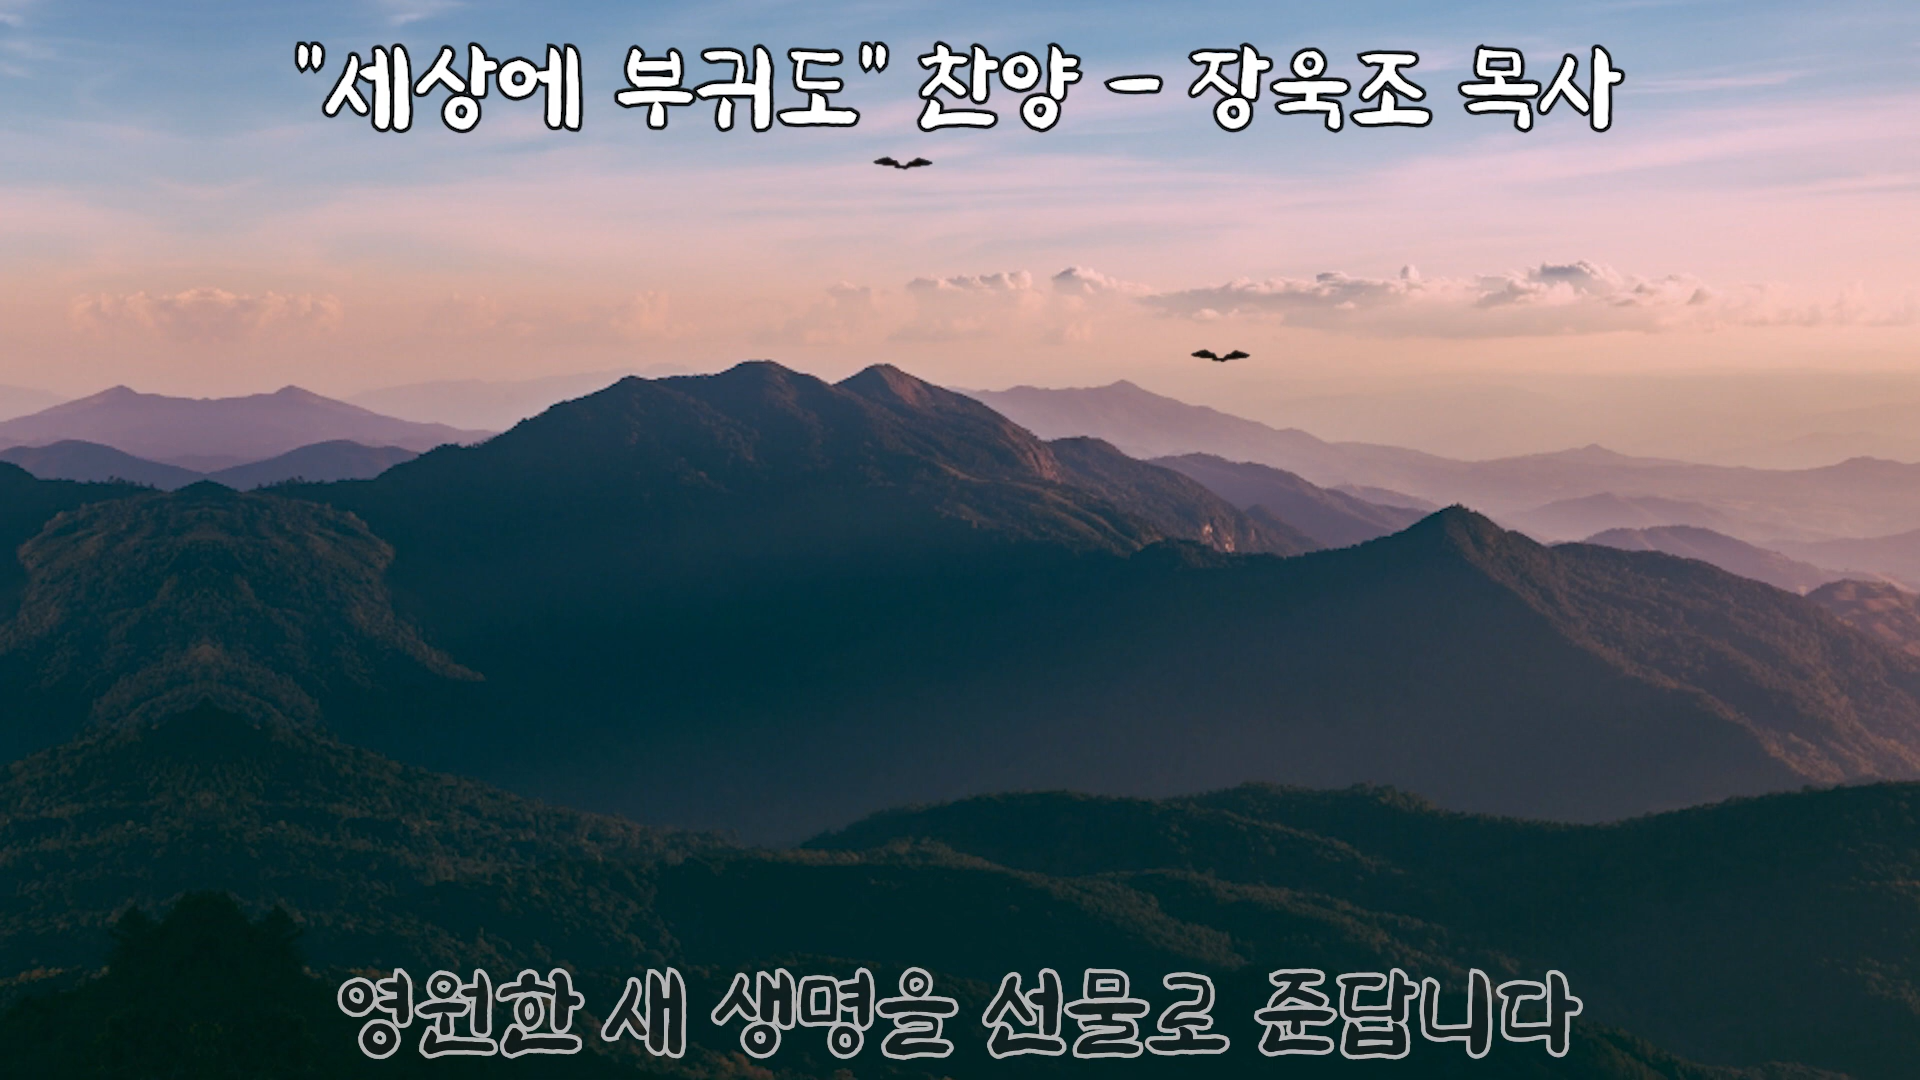 "세상에 부귀도" 찬양 - 장욱조 목사
영원한 새 생명을 선물로 준답니다